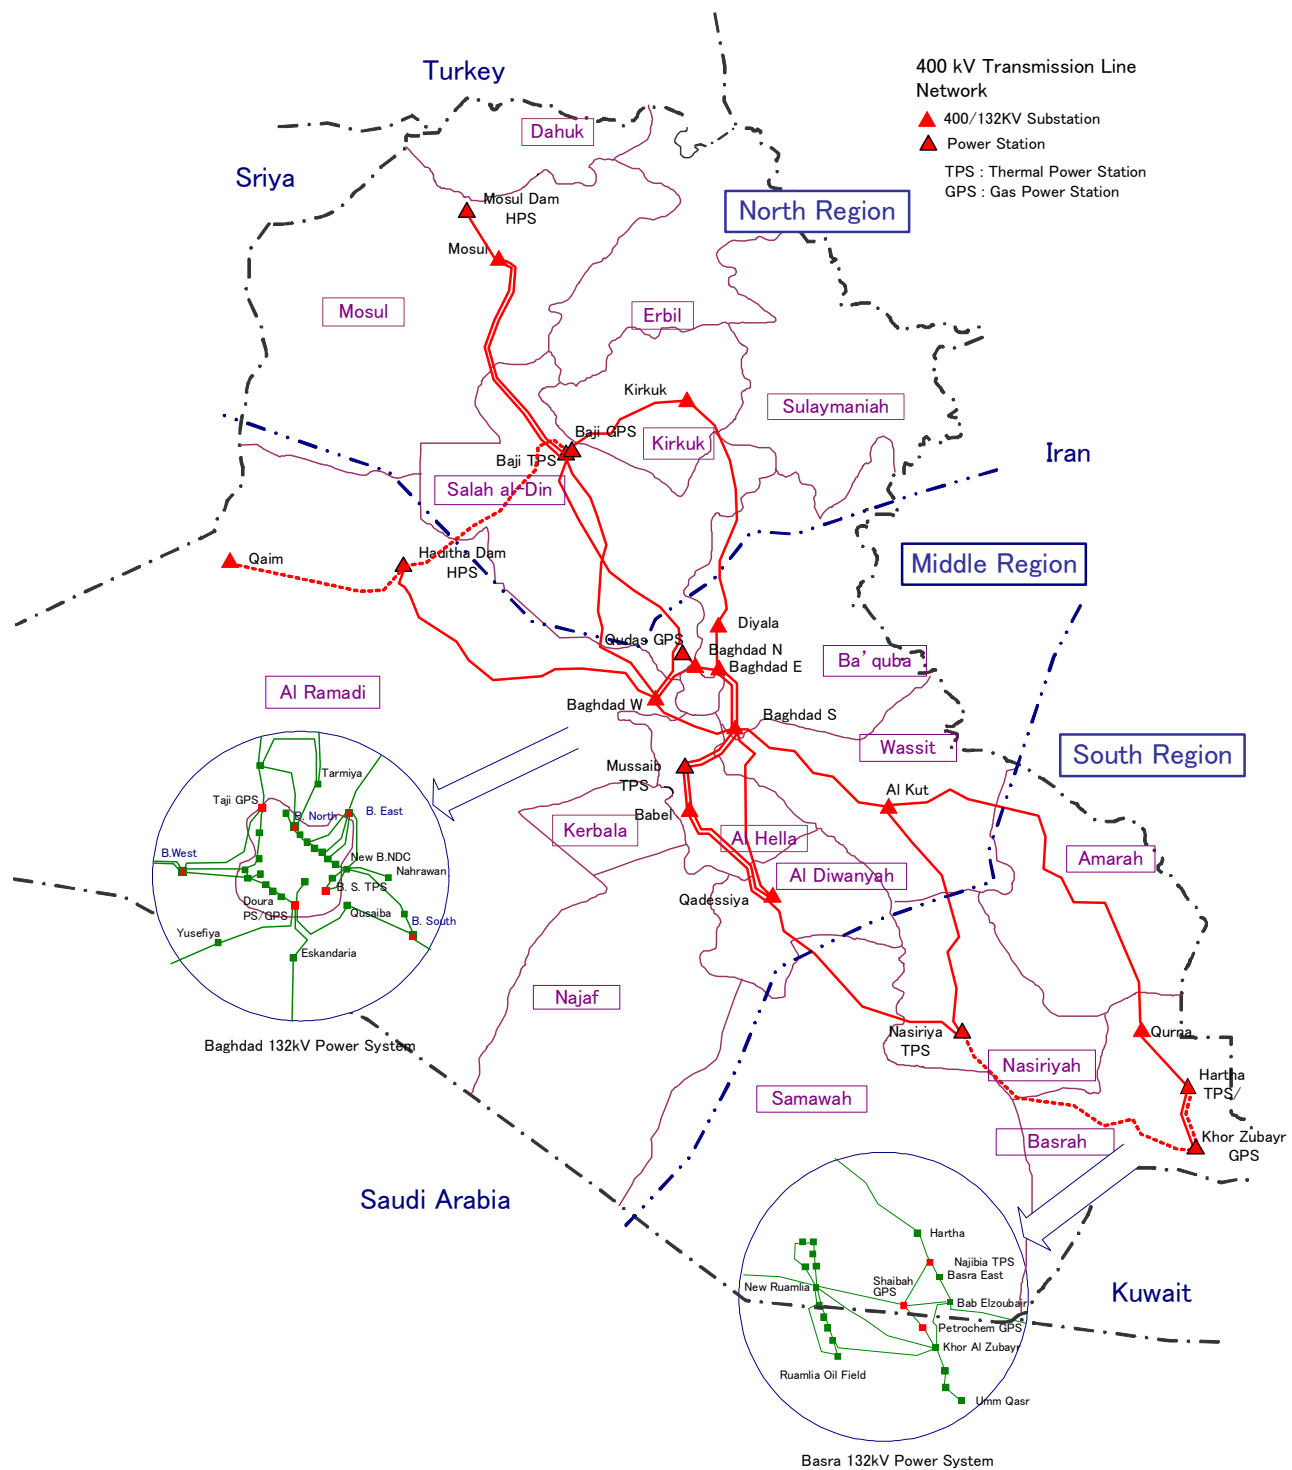 Turkey
400 kV Transmission Line
Network
400/132KV Substation
Power Station
TPS : Thermal Power Station
GPS : Gas Power Station
Dahuk
Sriya
Mosul Dam
HPS
North Region
Mosul
Mosul
Erbil
Kirkuk
Sulaymaniah
Baji GPS
Kirkuk
Baji TPS
Iran
Salah al-Din
Qaim
Haditha Dam
HPS
Middle Region
Diyala
Qudas GPS
Baghdad N
Baghdad E
Ba' quba
Al Ramadi
Baghdad W
Baghdad S
Wassit
South Region
Mussaib
TPS
Al Kut
Babel
Kerbala
Al Hella
Amarah
Al Diwanyah
Qadessiya
Tarmiya
Taji GPS
B. North
B. East
B.West
New B.NDC
Nahrawan
B. S. TPS
Doura
PS/GPS
Qusaiba
B. South
Yusefiya
Eskandaria
Najaf
Baghdad 132kV Power System
Nasiriya
TPS
Qurna
Nasiriyah
Hartha
TPS/
Samawah
Basrah
Khor Zubayr
GPS
Saudi Arabia
Hartha
Najibia TPS
Basra East
Shaibah
GPS
New Ruamlia
Bab Elzoubair
Kuwait
Petrochem GPS
Khor Al Zubayr
Ruamlia Oil Field
Umm Qasr
Basra 132kV Power System